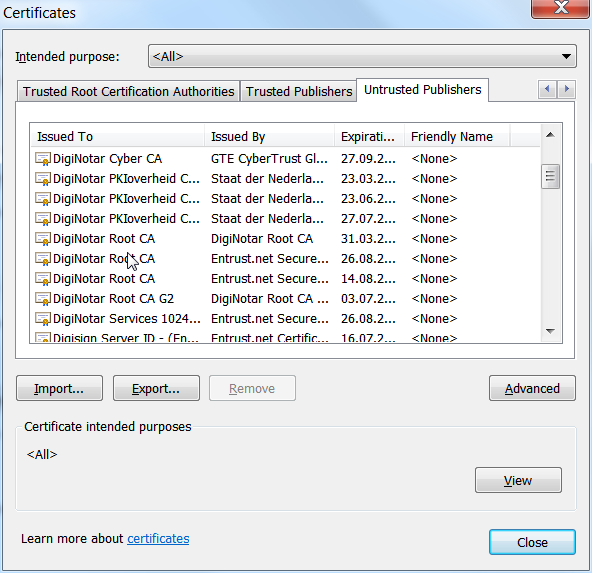 Certificates
Intended purpose: <All>
Trusted Root Certification Authorities Trusted Publishers Untrusted Publishers
Issued To Issued By Expirati... Friendly Name
DigiNotar Cyber CA GTE CyberTrust Gl... 27.09.2... <None>
DigiNotar PKIoverheid C... Staat der Nederla... 23.03.2... <None>
DigiNotar PKIoverheid C... Staat der Nederla... 23.06.2... <None>
DigiNotar PKIoverheid C... Staat der Nederla... 27.07.2... <None>
DigiNotar Root CA DigiNotar Root CA 31.03.2... <None>
DigiNotar Root CA Entrust.net Secure... 26.08.2... <None>
DigiNotar Root CA Entrust.net Secure... 14.08.2... <None>
DigiNotar Root CA G2 DigiNotar Root CA ... 03.07.2... <None>
DigiNotar Services 1024... Entrust.net Secure... 26.08.2... <None>
Digisign Server ID - (En... Entrust.net Certific... 16.07.2... <None>
Import... Export... Remove Advanced
Certificate intended purposes
<All>
View
Learn more about certificates
Close